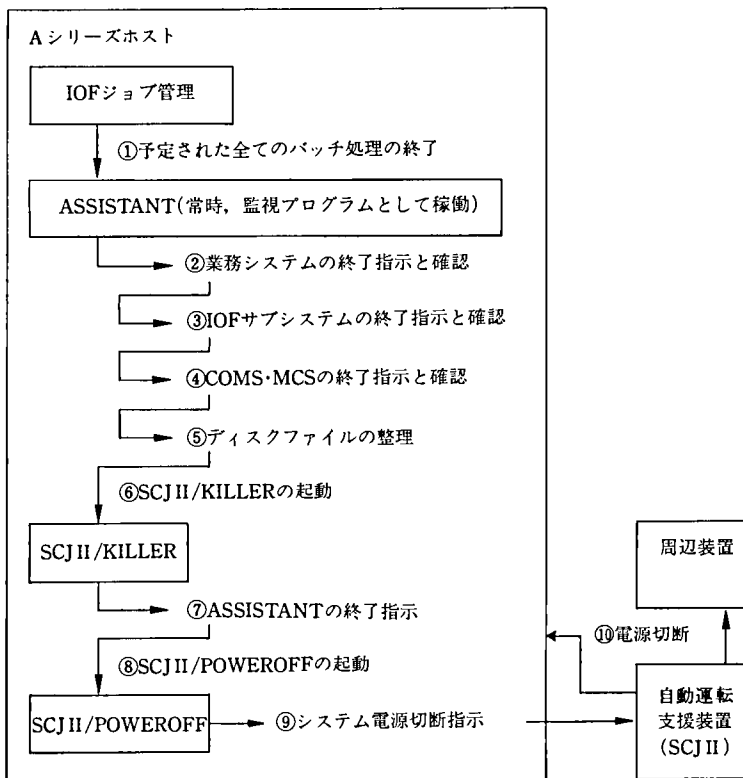 Aシリーズホスト
IOFジョブ管理
①予定された全てのバッチ処理の終了
ASSISTANT(常時，監視プログラムとして稼働)
②業務システムの終了指示と確認
③IOFサブシステムの終了指示と確認
④COMS・MCSの終了指示と確認
⑤ディスクファイルの整理
⑥SCJII/KILLERの起動
SCJII/KILLER
⑦ASSISTANTの終了指示
⑧SCJII/POWEROFFの起動
SCJII/POWEROFF
⑨システム電源切断指示
周辺装置
⑩電源切断
自動運転
支援装置
(SCJII)